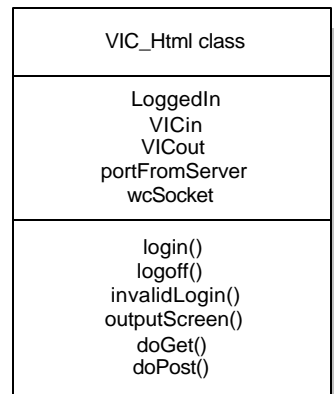 VIC_Html class
LoggedIn
VICin
VICout
portFromServer
wcSocket
login()
logoff()
invalidLogin()
outputScreen()
doGet()
doPost()